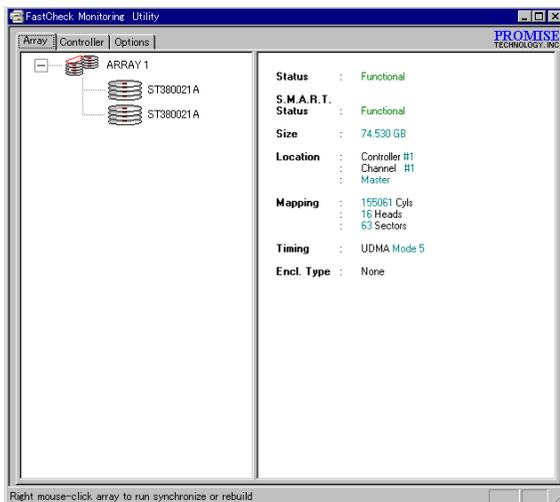 FastCheck Monitoring Utility
Array Controller Options
PROMISE
TECHNOLOGY, INC
ARRAY 1
ST380021A
ST380021A
Status : Functional
S.M.A.R.T.
Status : Functional
Size : 74.530 GB
Location : Controller #1
: Channel #1
: Master
Mapping : 155061 Cyls
: 16 Heads
: 63 Sectors
Timing : UDMA Mode 5
Encl. Type : None
Right mouse-click array to run synchronize or rebuild